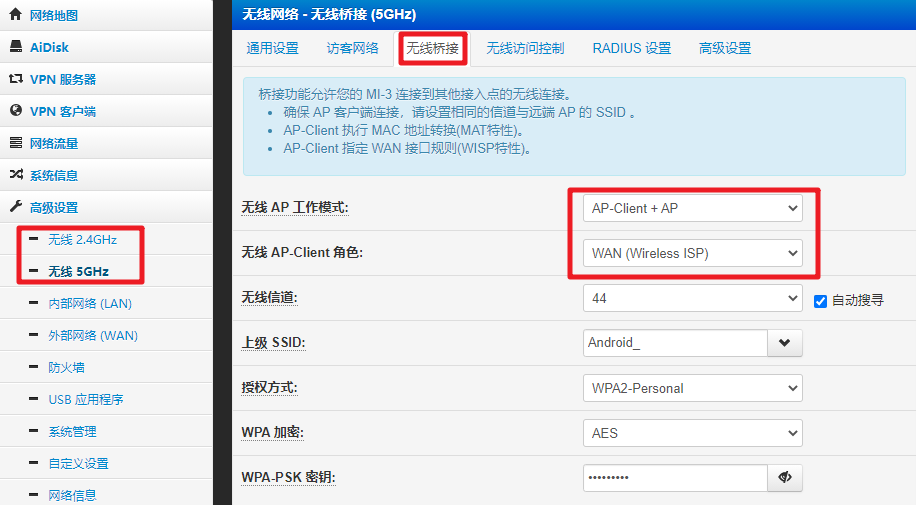 网络地图
AiDisk
VPN 服务器
VPN 客户端
网络流量
系统信息
高级设置
无线 2.4GHz
无线 5GHz
内部网络 (LAN)
外部网络 (WAN)
防火墙
USB 应用程序
系统管理
自定义设置
网络信息
无线网络 - 无线桥接 (5GHz)
通用设置 访客网络 无线桥接 无线访问控制 RADIUS 设置 高级设置
桥接功能允许您的 MI-3 连接到其他接入点的无线连接。
确保 AP 客户端连接，请设置相同的信道与远端 AP 的 SSID 。
AP-Client 执行 MAC 地址转换(MAT特性)。
AP-Client 指定 WAN 接口规则(WISP特性)。
无线 AP 工作模式: AP-Client + AP
无线 AP-Client 角色: WAN (Wireless ISP)
无线信道: 44 自动搜寻
上级 SSID: Android_
授权方式: WPA2-Personal
WPA 加密: AES
WPA-PSK 密钥: •••••••••